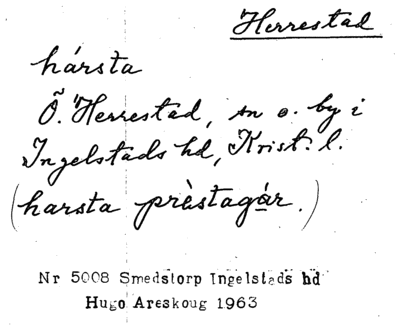 Herrestad
hársta
Ö. Herrestad, sn o. by i
Ingelstads hd, Krist. l.
(harsta prèstagár.)
Nr 5008 Smedstorp Ingelstads hd
Hugo Areskoug 1963